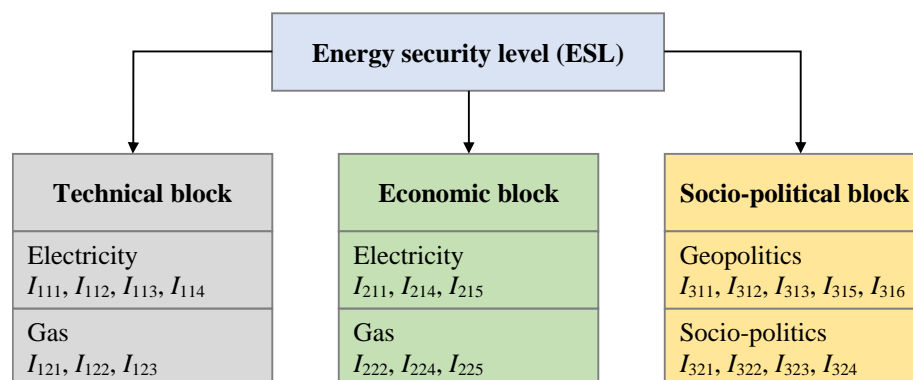 Energy security level (ESL)
Technical block
Electricity
I₁₁₁, I₁₁₂, I₁₁₃, I₁₁₄
Gas
I₁₂₁, I₁₂₂, I₁₂₃
Economic block
Electricity
I₂₁₁, I₂₁₄, I₂₁₅
Gas
I₂₂₂, I₂₂₄, I₂₂₅
Socio-political block
Geopolitics
I₃₁₁, I₃₁₂, I₃₁₃, I₃₁₅, I₃₁₆
Socio-politics
I₃₂₁, I₃₂₂, I₃₂₃, I₃₂₄